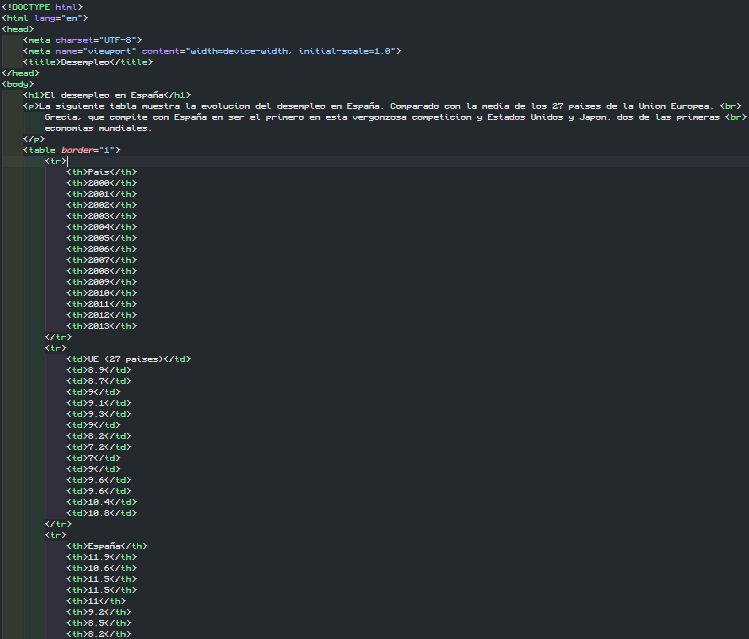 <!DOCTYPE html>
<html lang="en">
<head>
<meta charset="UTF-8">
<meta name="viewport" content="width=device-width, initial-scale=1.0">
<title>Desempleo</title>
</head>
<body>
<h1>El desempleo en España</h1>
<p>La siguiente tabla muestra la evolucion del desempleo en España. Comparado con la media de los 27 paises de la Union Europea. <br>
Grecia, que compite con España en ser el primero en esta vergonzosa competicion y Estados Unidos y Japon. dos de las primeras <br>
economias mundiales.
</p>
<table border="1">
<tr>
<th>Pais</th>
<th>2000</th>
<th>2001</th>
<th>2002</th>
<th>2003</th>
<th>2004</th>
<th>2005</th>
<th>2006</th>
<th>2007</th>
<th>2008</th>
<th>2009</th>
<th>2010</th>
<th>2011</th>
<th>2012</th>
<th>2013</th>
</tr>
<tr>
<td>UE (27 paises)</td>
<td>8.9</td>
<td>8.7</td>
<td>9</td>
<td>9.1</td>
<td>9.3</td>
<td>9</td>
<td>8.2</td>
<td>7.2</td>
<td>7</td>
<td>9</td>
<td>9.6</td>
<td>9.6</td>
<td>10.4</td>
<td>10.8</td>
</tr>
<tr>
<th>España</th>
<th>11.9</th>
<th>10.6</th>
<th>11.5</th>
<th>11.5</th>
<th>11</th>
<th>9.2</th>
<th>8.5</th>
<th>8.2</th>